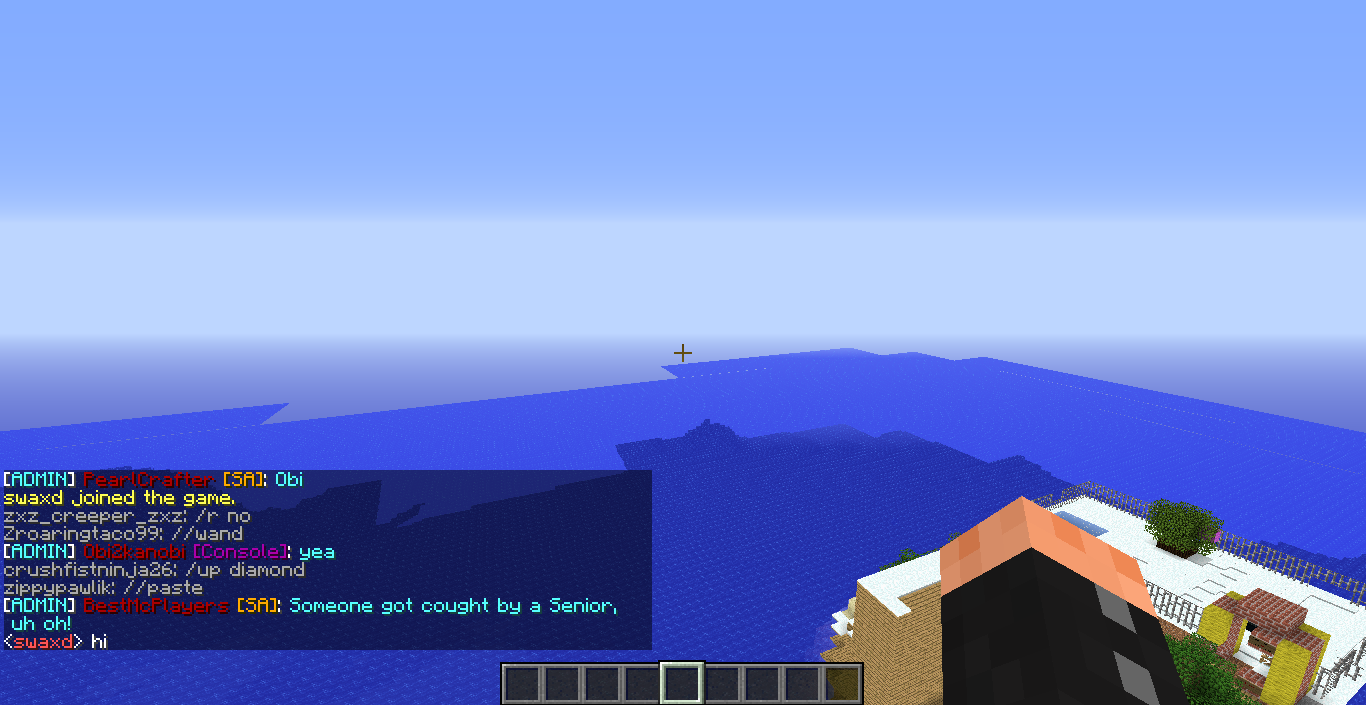 [ADMIN] PearlCrafter [SA]: Obi
swaxd joined the game.
zxz_creeper_zxz: /r no
Zroaringtaco99: //wand
[ADMIN] Obi2kanobi [Console]: yea
crushfistninja26: /up diamond
zippypawlik: //paste
[ADMIN] BestMcPlayers [SA]: Someone got cought by a Senior,
uh oh!
<swaxd> hi